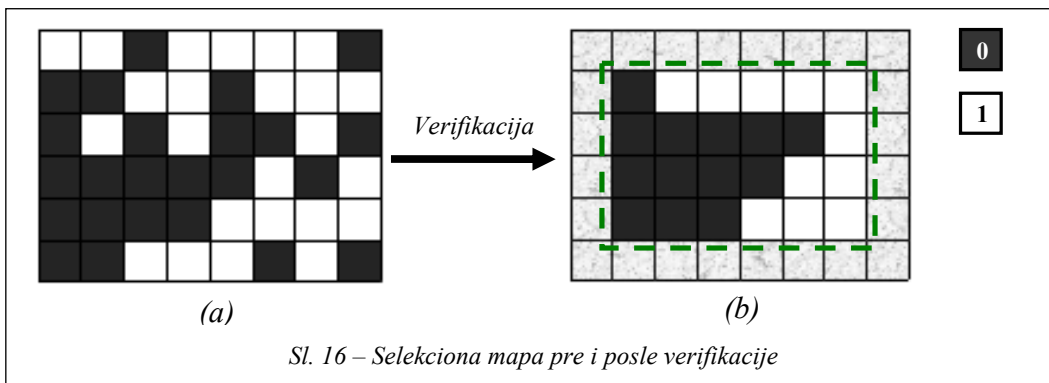 0
1
Verifikacija
(a)
(b)
Sl. 16 – Selekciona mapa pre i posle verifikacije